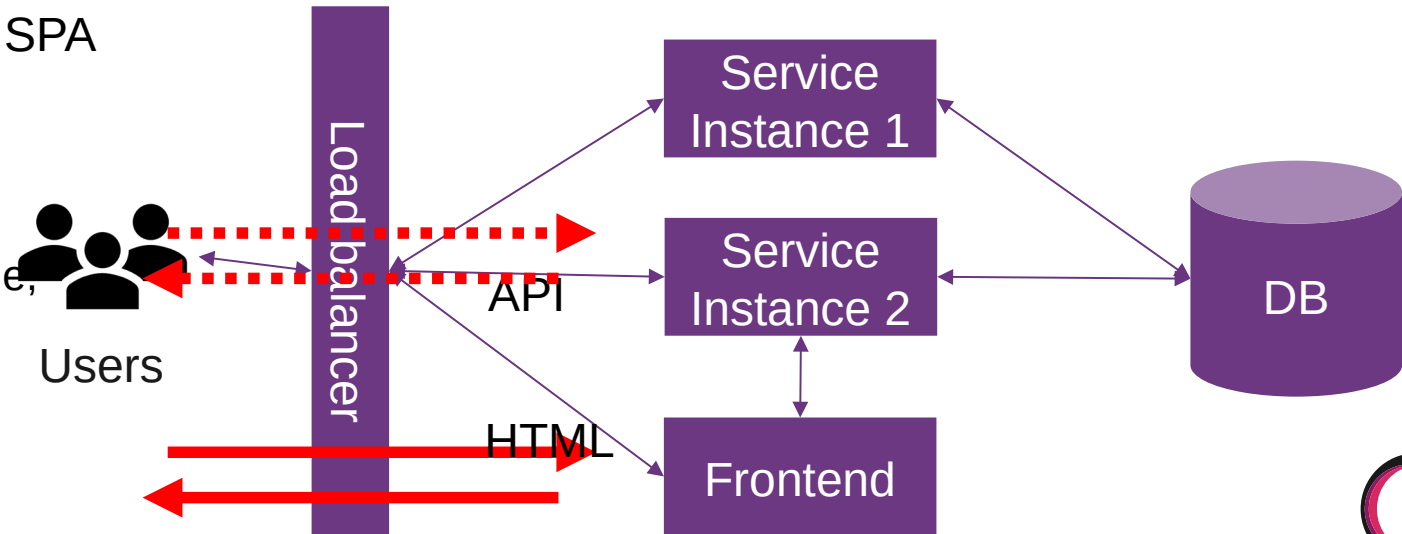 SPA
Service
Instance 1
Load balancer
Service
Instance 2
e,
API
DB
Users
HTML
Frontend